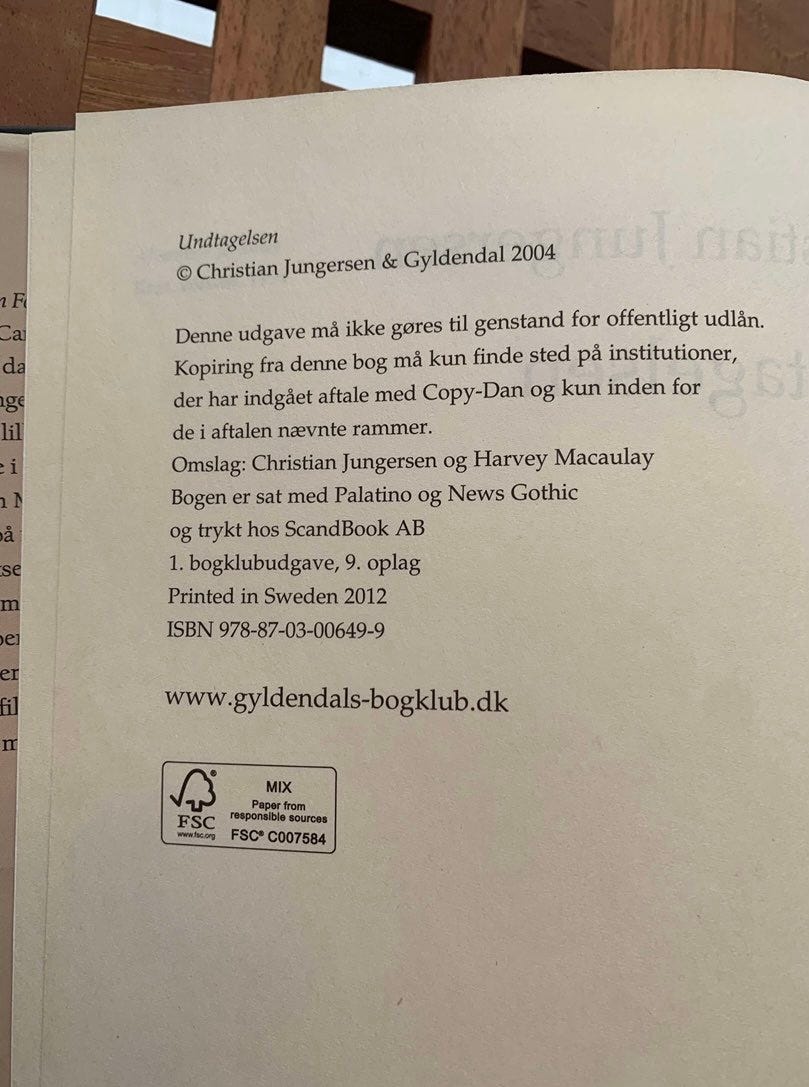 Undtagelsen
© Christian Jungersen & Gyldendal 2004
Denne udgave må ikke gøres til genstand for offentligt udlån.
Kopiring fra denne bog må kun finde sted på institutioner,
der har indgået aftale med Copy-Dan og kun inden for
de i aftalen nævnte rammer.
Omslag: Christian Jungersen og Harvey Macaulay
Bogen er sat med Palatino og News Gothic
og trykt hos ScandBook AB
1. bogklubudgave, 9. oplag
Printed in Sweden 2012
ISBN 978-87-03-00649-9
www.gyldendals-bogklub.dk
FSC®
www.fsc.org
MIX
Paper from
responsible sources
FSC® C007584